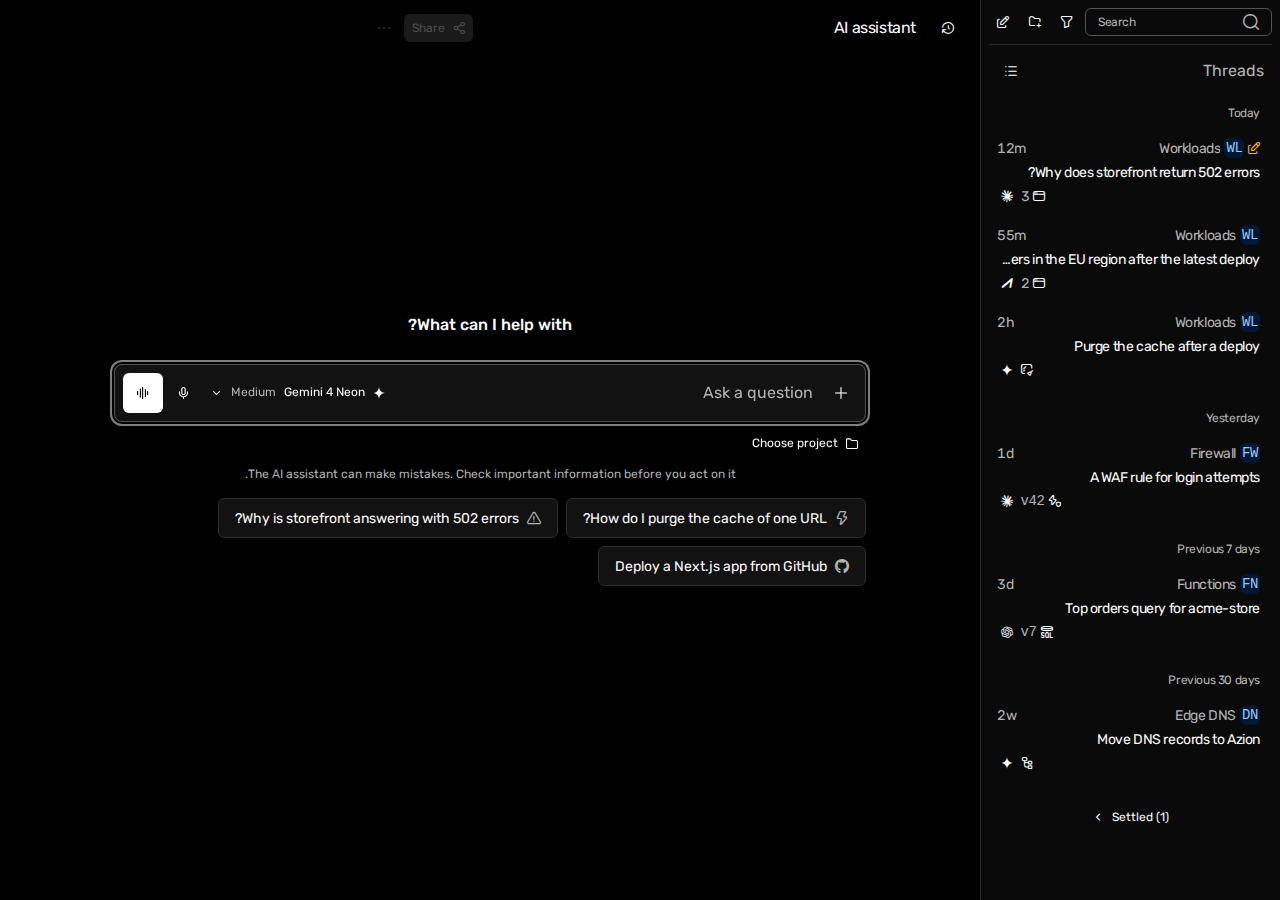 Search
Threads
Today
Workloads WL 12m
?Why does storefront return 502 errors
3
Workloads WL 55m
...ers in the EU region after the latest deploy
2
Workloads WL 2h
Purge the cache after a deploy
Yesterday
Firewall FW 1d
A WAF rule for login attempts
v42
Previous 7 days
Functions FN 3d
Top orders query for acme-store
v7 SQL
Previous 30 days
Edge DNS DN 2w
Move DNS records to Azion
Settled (1)
AI assistant
Share
?What can I help with
Ask a question
Medium Gemini 4 Neon
Choose project
.The AI assistant can make mistakes. Check important information before you act on it
?How do I purge the cache of one URL
?Why is storefront answering with 502 errors
Deploy a Next.js app from GitHub